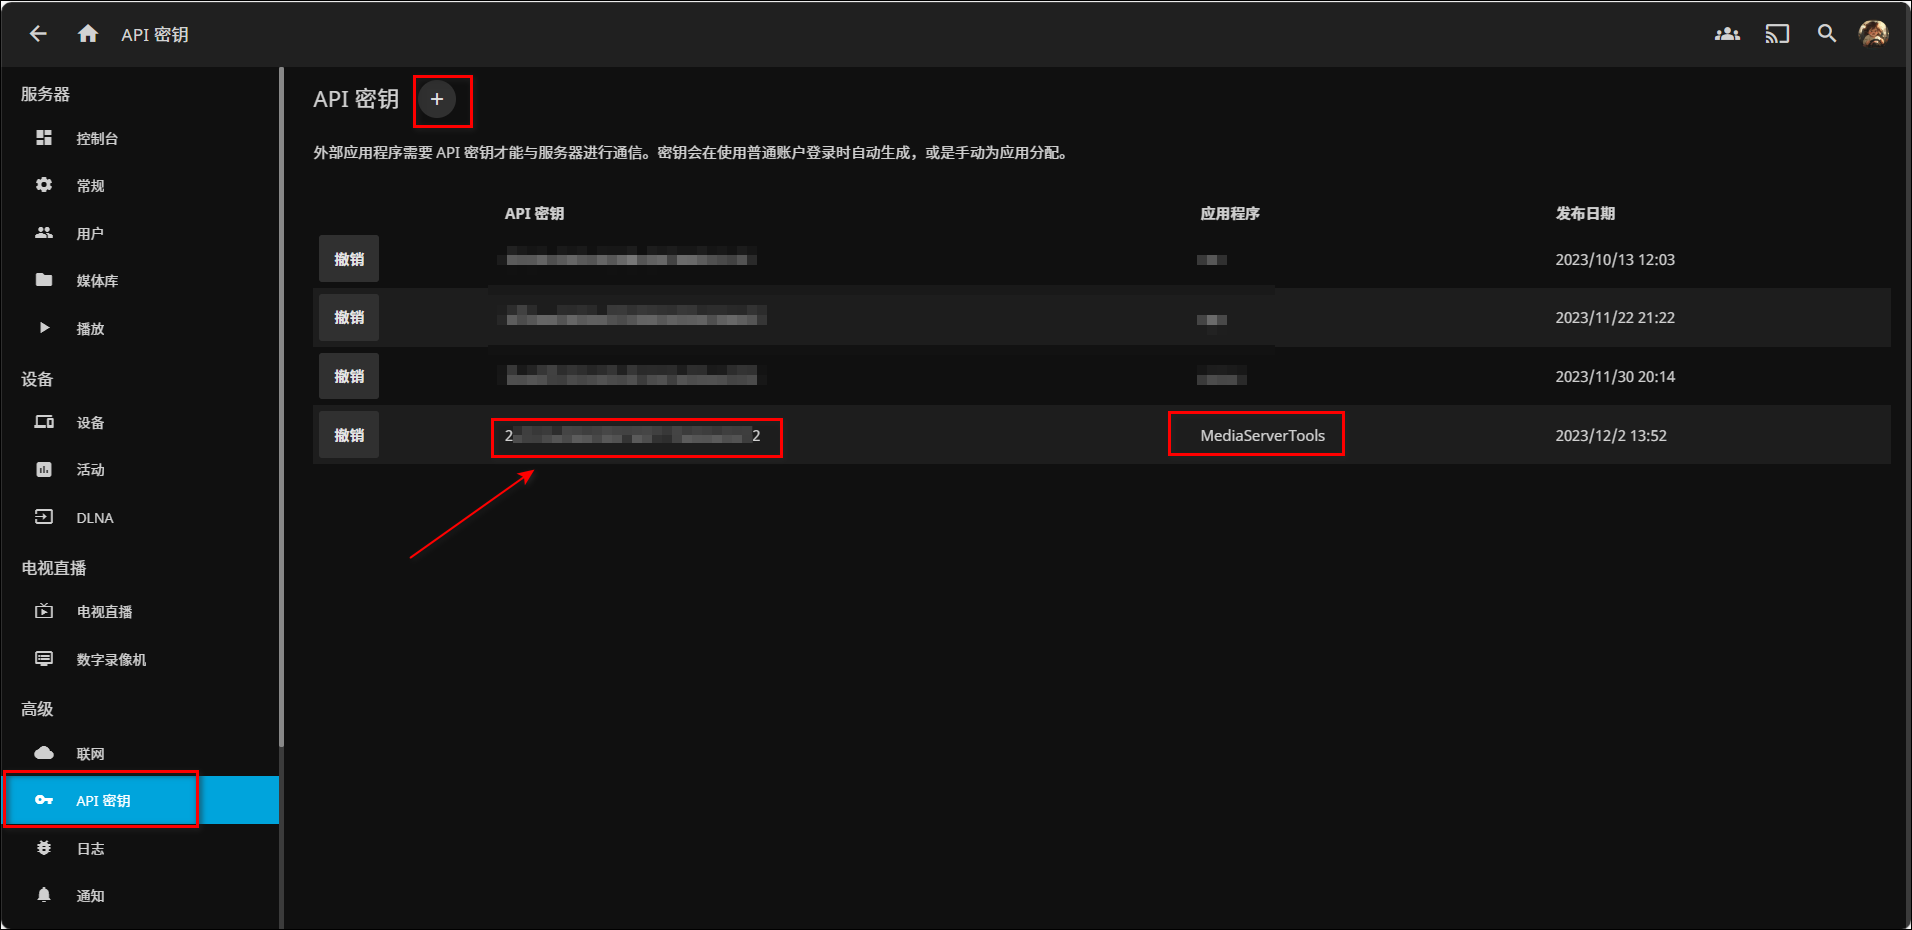 API 密钥
服务器
控制台
常规
用户
媒体库
播放
设备
设备
活动
DLNA
电视直播
电视直播
数字录像机
高级
联网
API 密钥
日志
通知
API 密钥
外部应用程序需要 API 密钥才能与服务器进行通信。密钥会在使用普通账户登录时自动生成，或是手动为应用分配。
API 密钥 应用程序 发布日期
撤销 2023/10/13 12:03
撤销 2023/11/22 21:22
撤销 2023/11/30 20:14
撤销 2 2 MediaServerTools 2023/12/2 13:52